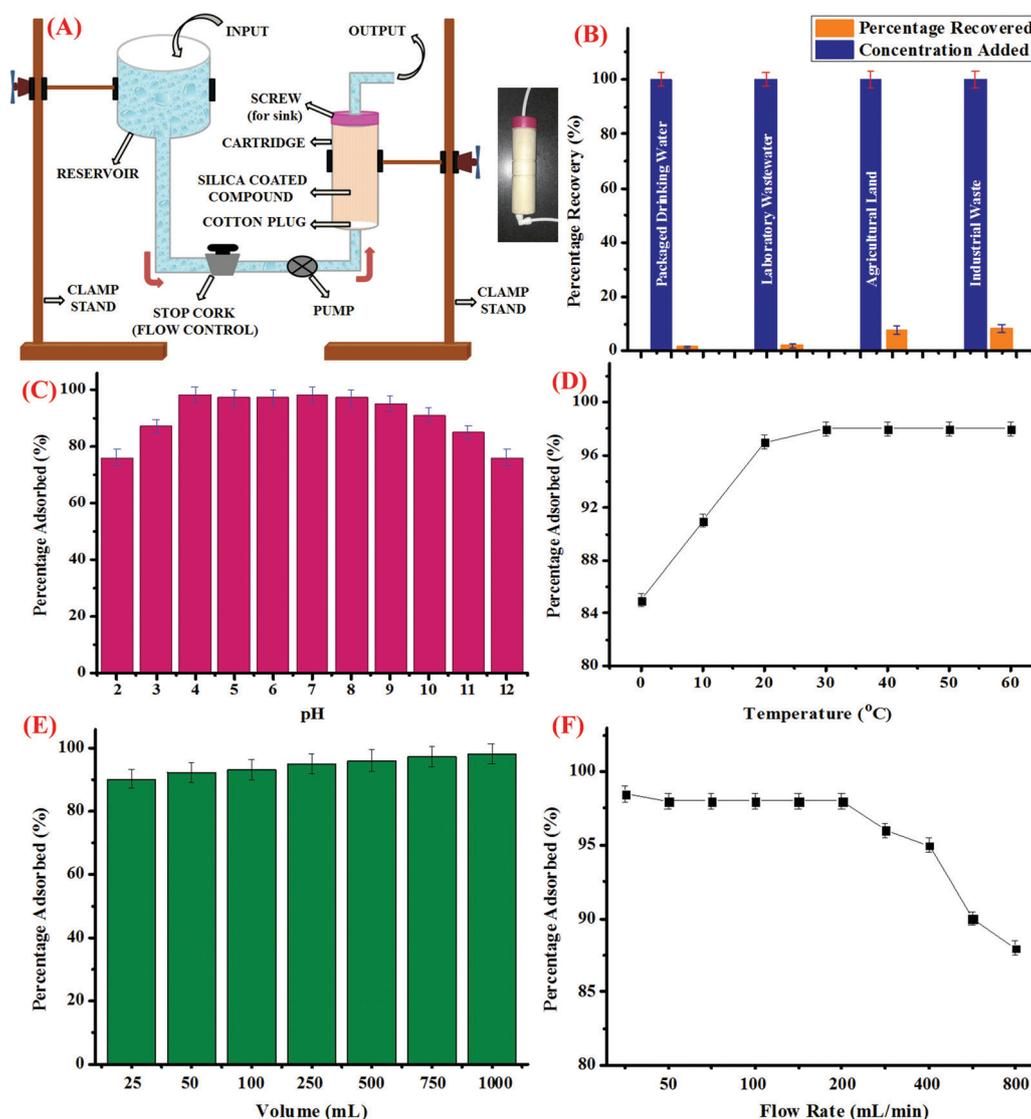 (A)
INPUT
OUTPUT
SCREW
(for sink)
CARTRIDGE
RESERVOIR
SILICA COATED
COMPOUND
COTTON PLUG
CLAMP
STAND
STOP CORK
(FLOW CONTROL)
PUMP
CLAMP
STAND
(B)
Percentage Recovered
Concentration Added
Percentage Recovery (%)
100
80
60
40
20
0
Packaged Drinking Water
Laboratory Wastewater
Agricultural Land
Industrial Waste
(C)
Percentage Adsorbed (%)
100
80
60
40
20
0
2 3 4 5 6 7 8 9 10 11 12
pH
(D)
Percentage Adsorbed (%)
100
96
92
88
84
80
0 10 20 30 40 50 60
Temperature (°C)
(E)
Percentage Adsorbed (%)
100
80
60
40
20
0
25 50 100 250 500 750 1000
Volume (mL)
(F)
Percentage Adsorbed (%)
100
95
90
85
80
50 100 200 400 800
Flow Rate (mL/min)